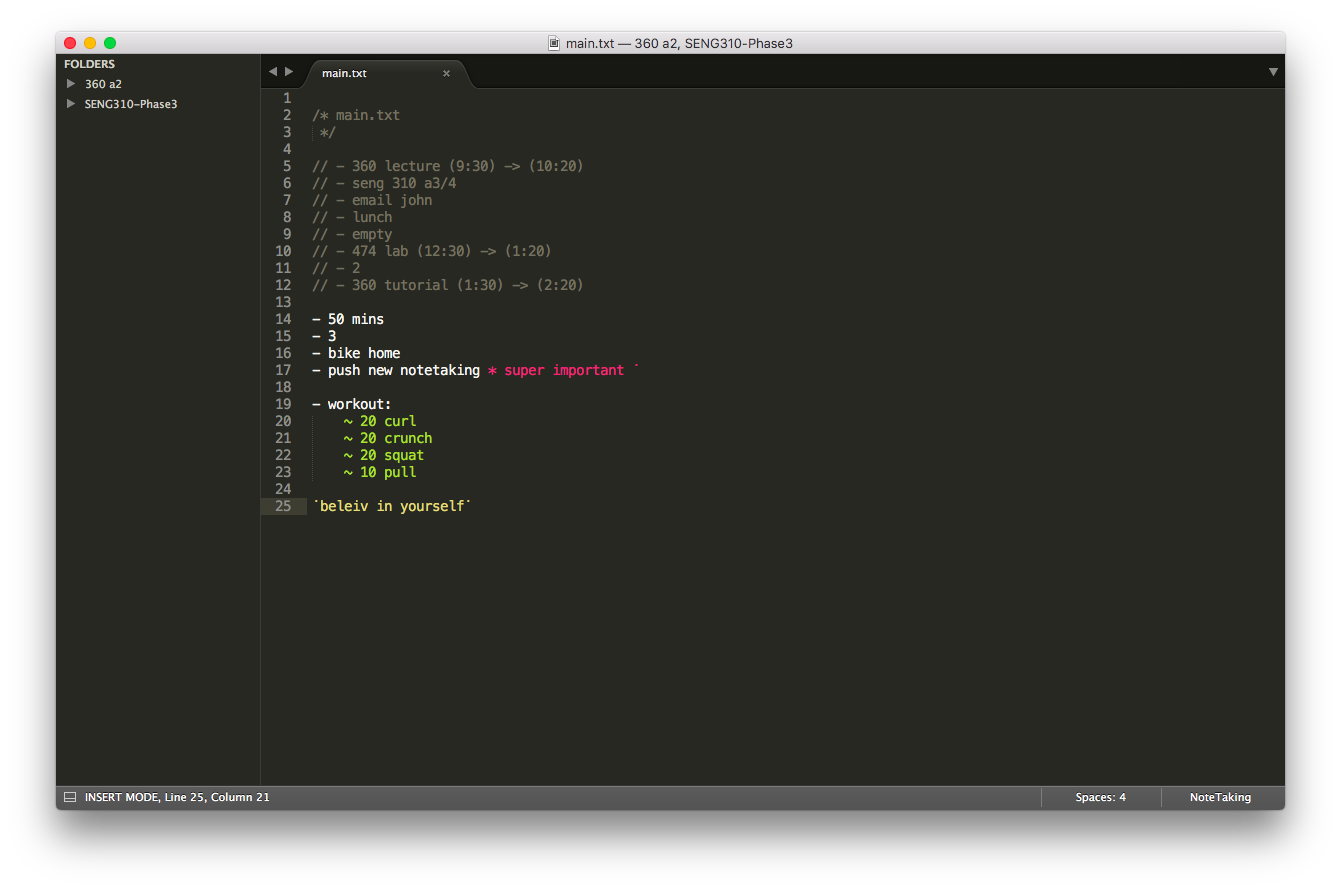 main.txt — 360 a2, SENG310-Phase3
FOLDERS
360 a2
SENG310-Phase3
main.txt ×
1
2 /* main.txt
3 */
4
5 // - 360 lecture (9:30) -> (10:20)
6 // - seng 310 a3/4
7 // - email john
8 // - lunch
9 // - empty
10 // - 474 lab (12:30) -> (1:20)
11 // - 2
12 // - 360 tutorial (1:30) -> (2:20)
13
14 - 50 mins
15 - 3
16 - bike home
17 - push new notetaking * super important `
18
19 - workout:
20 ~ 20 curl
21 ~ 20 crunch
22 ~ 20 squat
23 ~ 10 pull
24
25 `beleiv in yourself`
INSERT MODE, Line 25, Column 21
Spaces: 4
NoteTaking